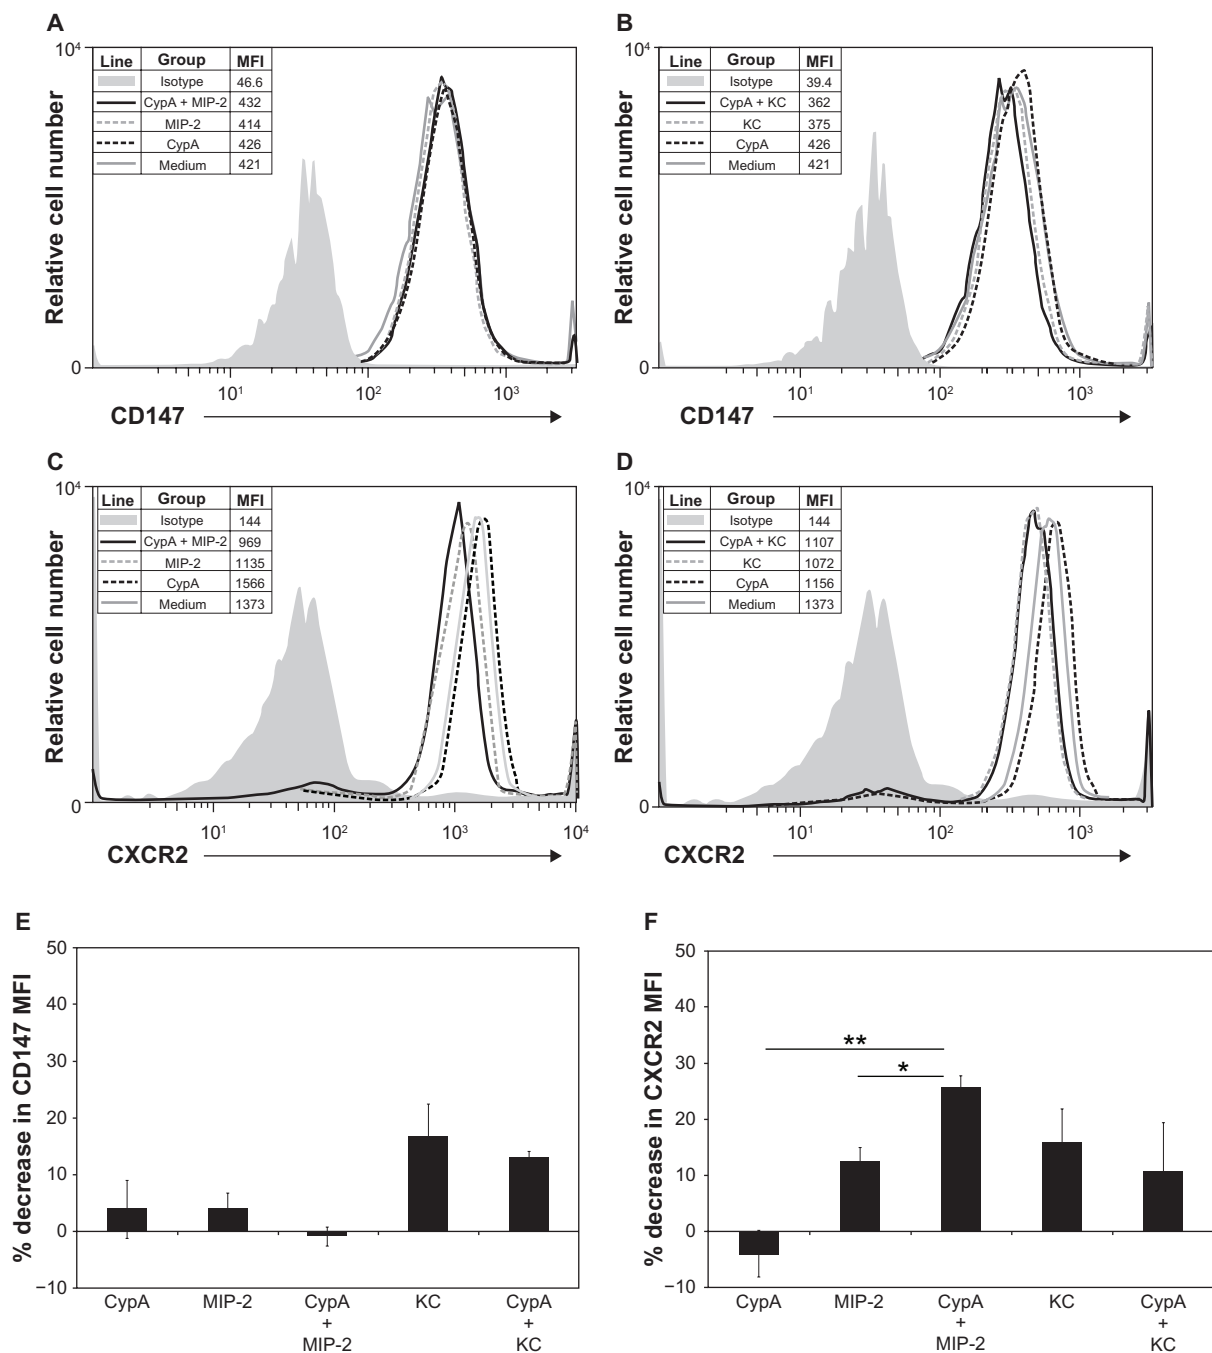 A
10⁴
Relative cell number
0
Line Group MFI
Isotype 46.6
CypA + MIP-2 432
MIP-2 414
CypA 426
Medium 421
10¹ 10² 10³
CD147
B
10⁴
Relative cell number
0
Line Group MFI
Isotype 39.4
CypA + KC 362
KC 375
CypA 426
Medium 421
10¹ 10² 10³
CD147
C
10⁴
Relative cell number
0
Line Group MFI
Isotype 144
CypA + MIP-2 969
MIP-2 1135
CypA 1566
Medium 1373
10¹ 10² 10³ 10⁴
CXCR2
D
10⁴
Relative cell number
0
Line Group MFI
Isotype 144
CypA + KC 1107
KC 1072
CypA 1156
Medium 1373
10¹ 10² 10³
CXCR2
E
% decrease in CD147 MFI
50
40
30
20
10
0
−10
CypA MIP-2 CypA KC CypA
+ +
MIP-2 KC
F
% decrease in CXCR2 MFI
50
40
30
20
10
0
−10
**
*
CypA MIP-2 CypA KC CypA
+ +
MIP-2 KC